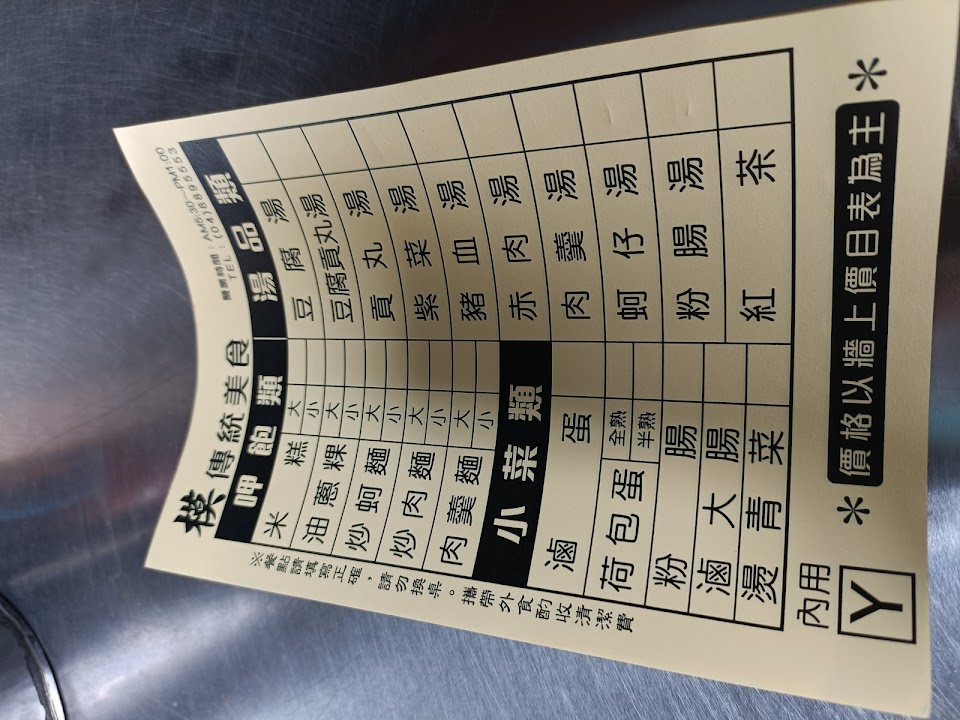 模 傳統美食
營業時間：AM6:30－PM1:00
TEL：(04)8895553
呷飽類
米糕 大
小
油蔥粿 大
小
炒蚵麵 大
小
炒肉麵 大
小
肉羹麵 大
小
小菜類
滷蛋
荷包蛋 全熟
半熟
粉腸
滷大腸
燙青菜
湯品類
豆腐湯
豆腐貢丸湯
貢丸湯
紫菜湯
豬血湯
赤肉湯
肉羹湯
蚵仔湯
粉腸湯
紅茶
※餐點請填寫正確，請勿換桌。攜帶外食酌收清潔費
內用
Y
＊價格以牆上價目表為主＊